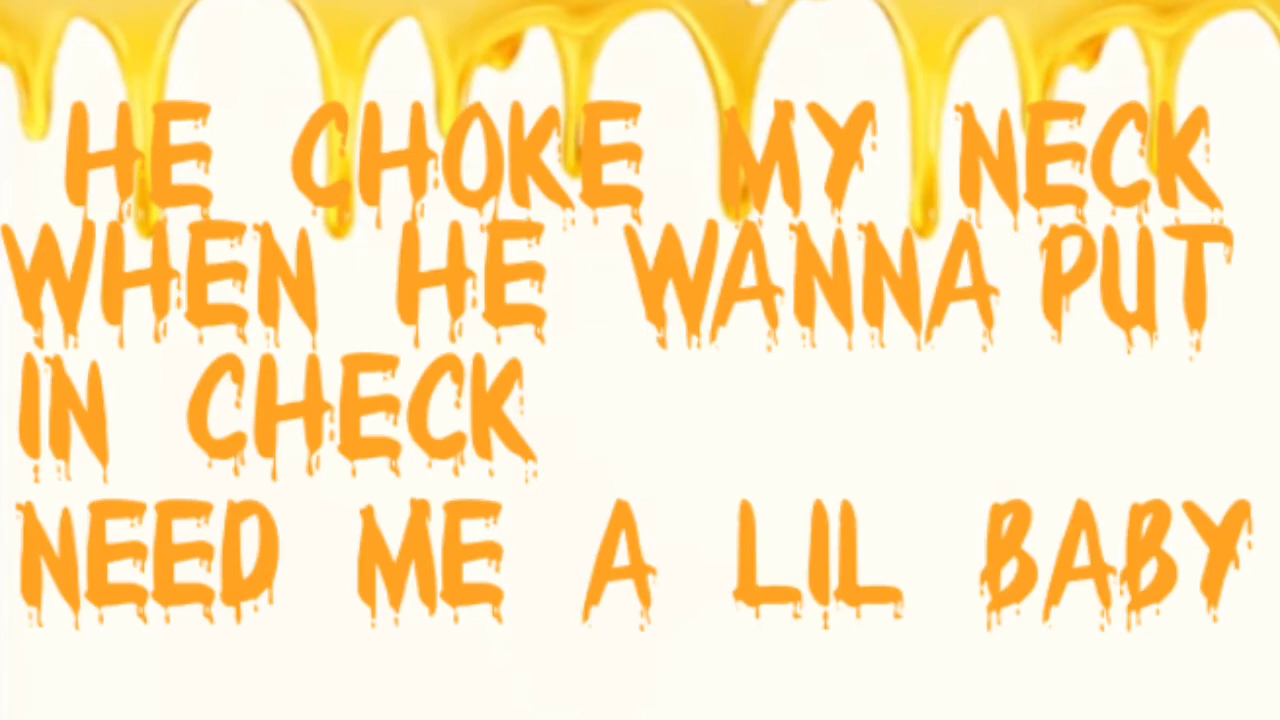 HE CHOKE MY NECK
WHEN HE WANNA PUT
IN CHECK
NEED ME A LIL BABY